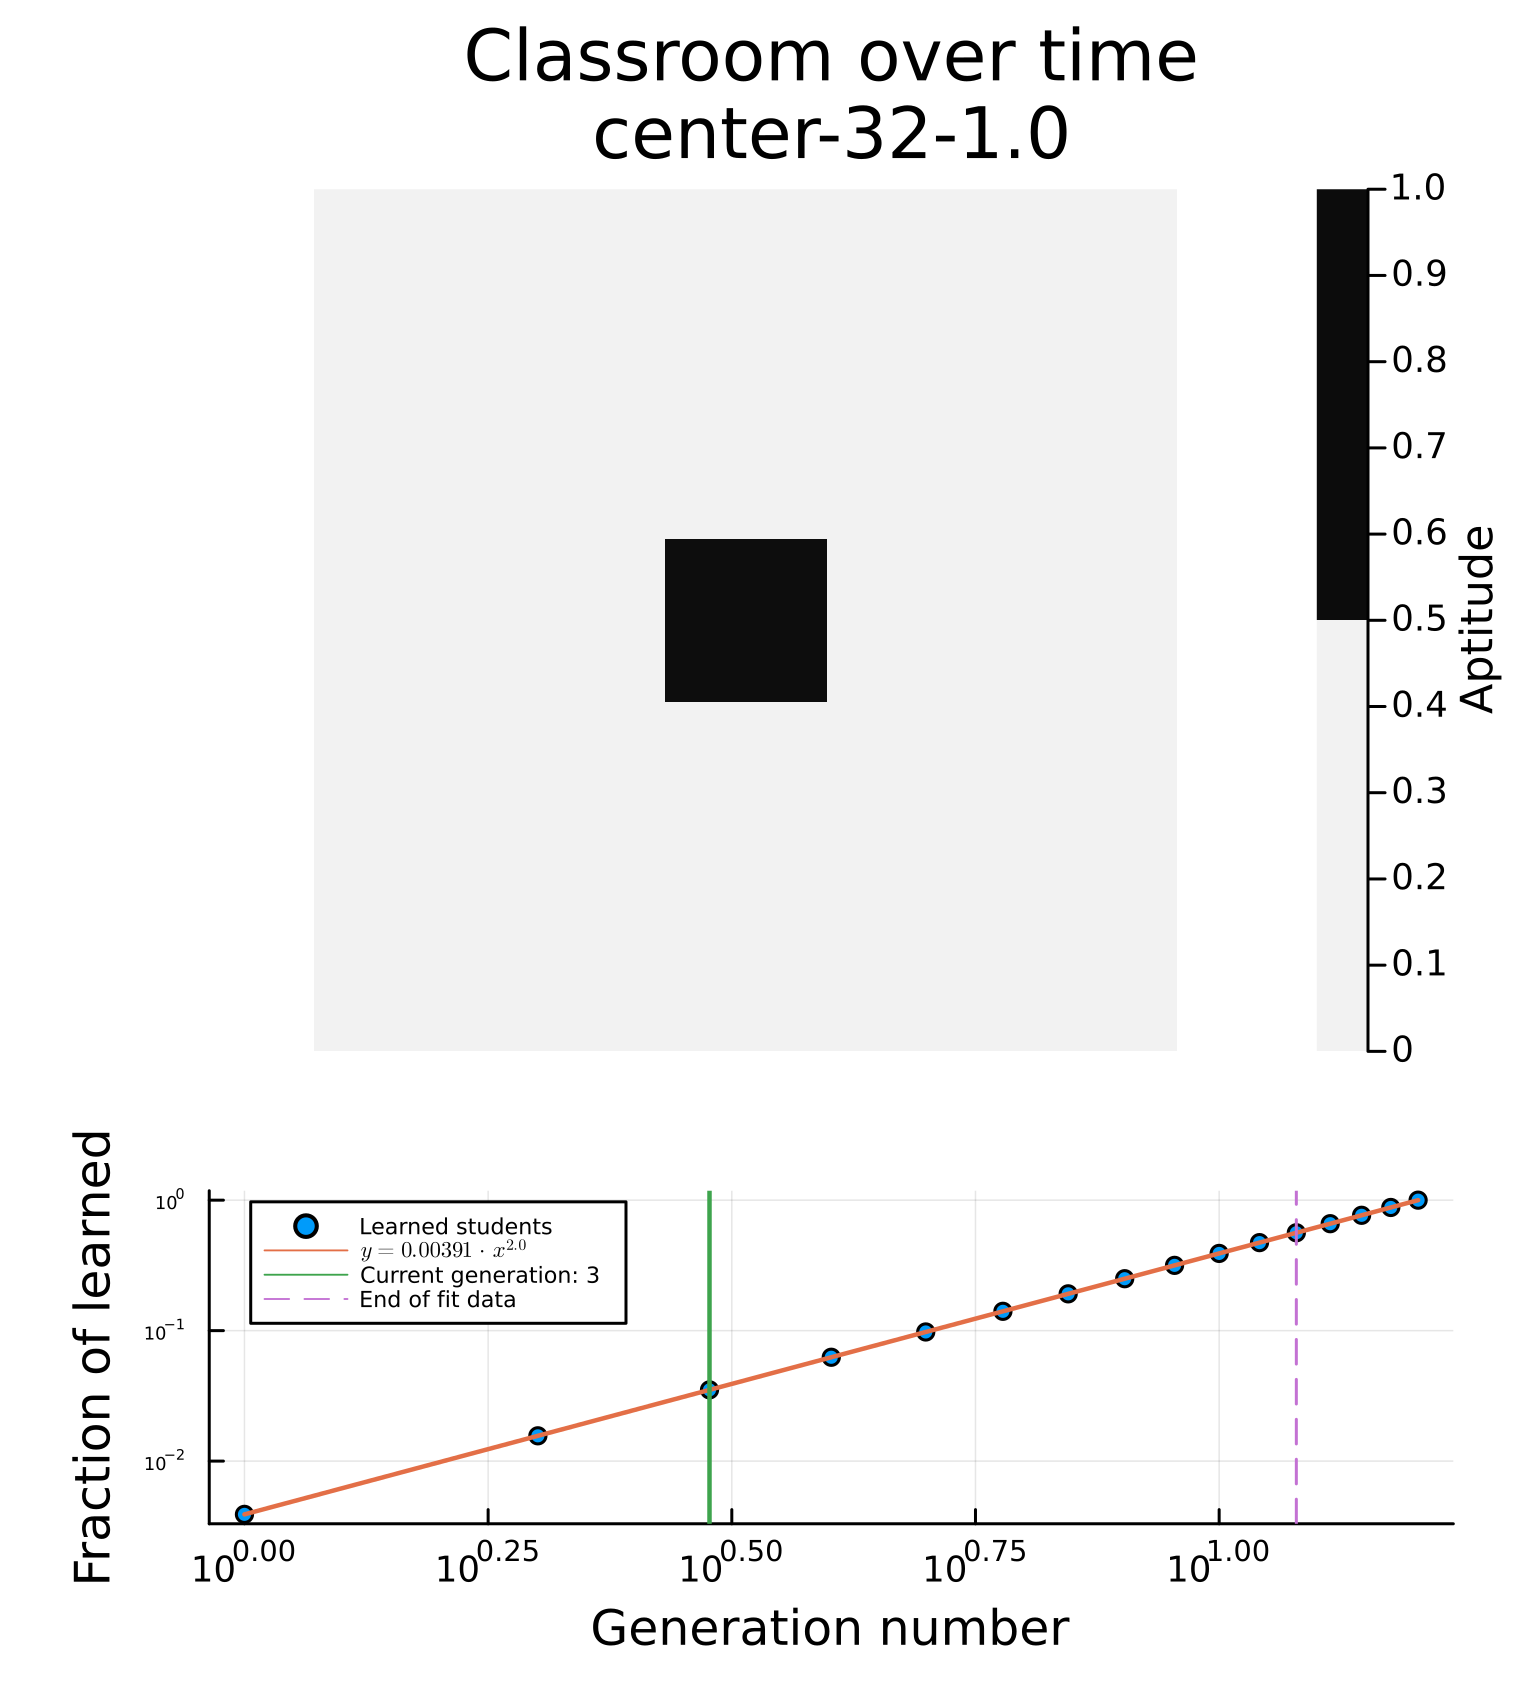 Classroom over time
center-32-1.0
1.0
0.9
0.8
0.7
0.6
0.5
0.4
0.3
0.2
0.1
0
Aptitude
Fraction of learned
10^0
10^-1
10^-2
Learned students
y = 0.00391 · x^2.0
Current generation: 3
End of fit data
10^0.00 10^0.25 10^0.50 10^0.75 10^1.00
Generation number